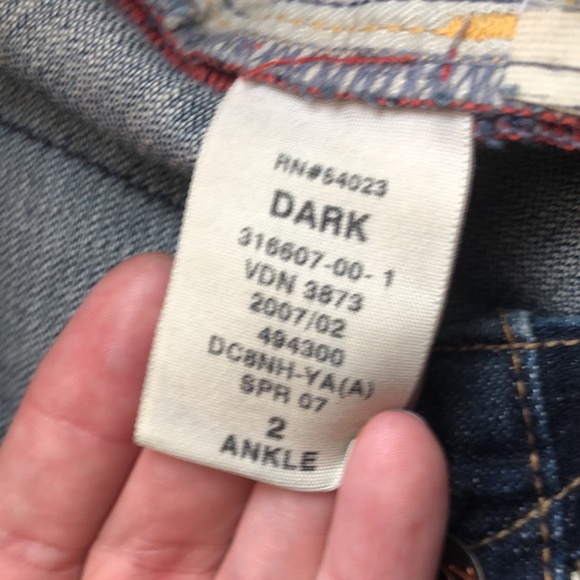 RN#54023
DARK
316607-00- 1
VDN 3873
2007/02
494300
DC8NH-YA(A)
SPR 07
2
ANKLE